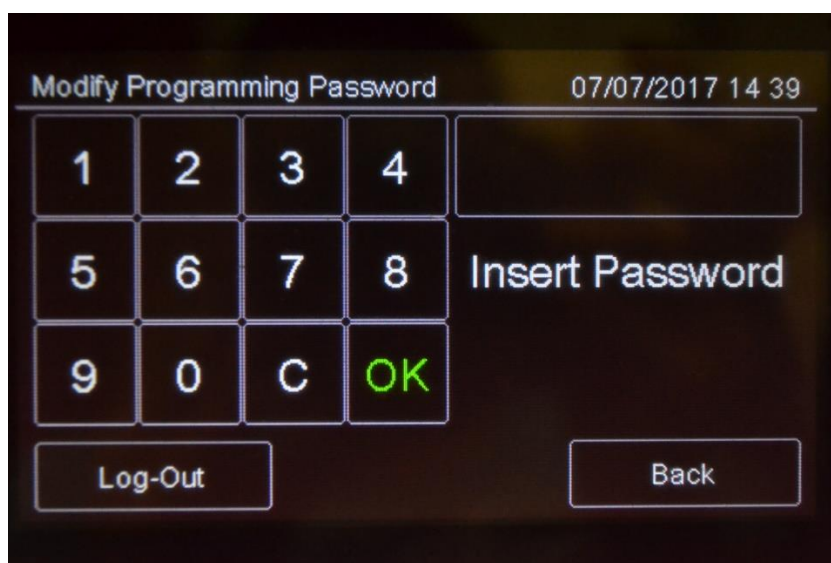 Modify Programming Password 07/07/2017 14 39
1 2 3 4
5 6 7 8 Insert Password
9 0 C OK
Log-Out Back